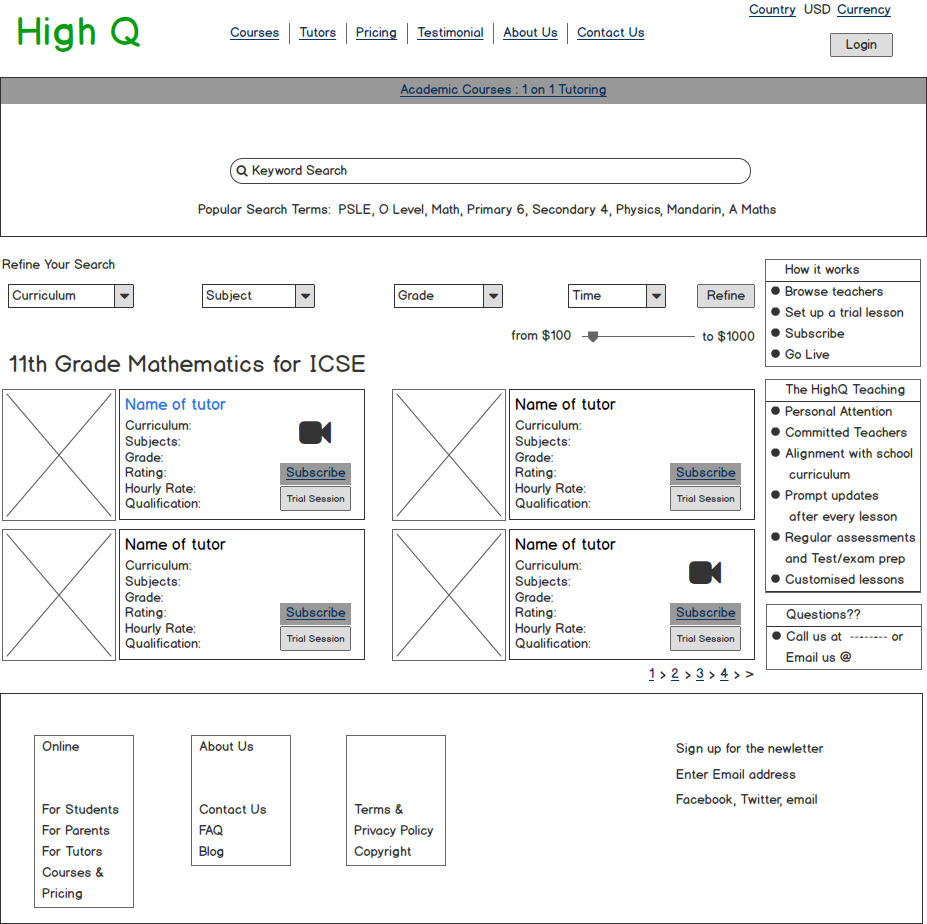 Country USD Currency
High Q
Courses Tutors Pricing Testimonial About Us Contact Us
Login
Academic Courses : 1 on 1 Tutoring
Keyword Search
Popular Search Terms: PSLE, O Level, Math, Primary 6, Secondary 4, Physics, Mandarin, A Maths
Refine Your Search
Curriculum
Subject
Grade
Time
Refine
from $100
to $1000
11th Grade Mathematics for ICSE
Name of tutor
Curriculum:
Subjects:
Grade:
Rating:
Hourly Rate:
Qualification:
Subscribe
Trial Session
Name of tutor
Curriculum:
Subjects:
Grade:
Rating:
Hourly Rate:
Qualification:
Subscribe
Trial Session
Name of tutor
Curriculum:
Subjects:
Grade:
Rating:
Hourly Rate:
Qualification:
Subscribe
Trial Session
Name of tutor
Curriculum:
Subjects:
Grade:
Rating:
Hourly Rate:
Qualification:
Subscribe
Trial Session
1 > 2 > 3 > 4 > >
How it works
Browse teachers
Set up a trial lesson
Subscribe
Go Live
The HighQ Teaching
Personal Attention
Committed Teachers
Alignment with school
curriculum
Prompt updates
after every lesson
Regular assessments
and Test/exam prep
Customised lessons
Questions??
Call us at -------- or
Email us @
Online
For Students
For Parents
For Tutors
Courses &
Pricing
About Us
Contact Us
FAQ
Blog
Terms &
Privacy Policy
Copyright
Sign up for the newletter
Enter Email address
Facebook, Twitter, email